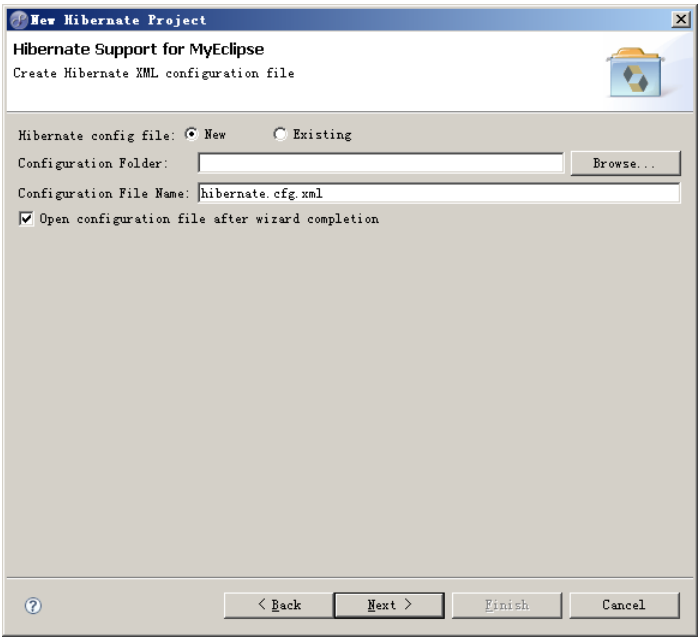 New Hibernate Project
Hibernate Support for MyEclipse
Create Hibernate XML configuration file
Hibernate config file: New Existing
Configuration Folder: Browse...
Configuration File Name: hibernate.cfg.xml
Open configuration file after wizard completion
? < Back Next > Finish Cancel